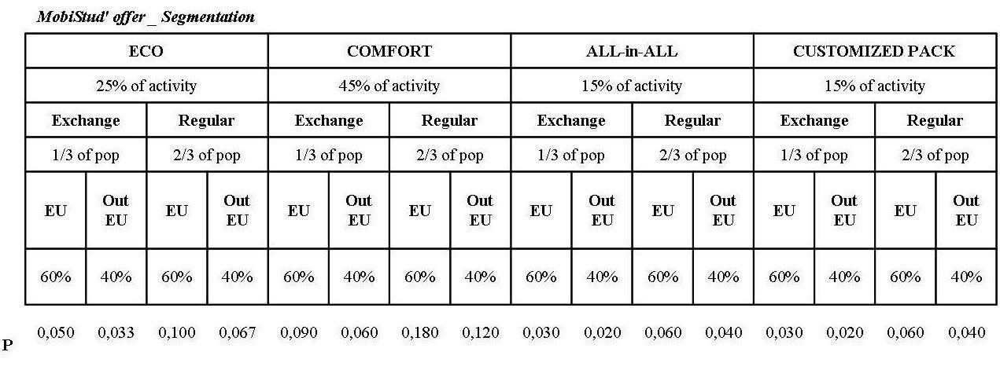 MobiStud' offer _ Segmentation
ECO COMFORT ALL-in-ALL CUSTOMIZED PACK
25% of activity 45% of activity 15% of activity 15% of activity
Exchange Regular Exchange Regular Exchange Regular Exchange Regular
1/3 of pop 2/3 of pop 1/3 of pop 2/3 of pop 1/3 of pop 2/3 of pop 1/3 of pop 2/3 of pop
EU Out EU EU Out EU EU Out EU EU Out EU EU Out EU EU Out EU EU Out EU EU Out EU
60% 40% 60% 40% 60% 40% 60% 40% 60% 40% 60% 40% 60% 40% 60% 40%
P 0,050 0,033 0,100 0,067 0,090 0,060 0,180 0,120 0,030 0,020 0,060 0,040 0,030 0,020 0,060 0,040